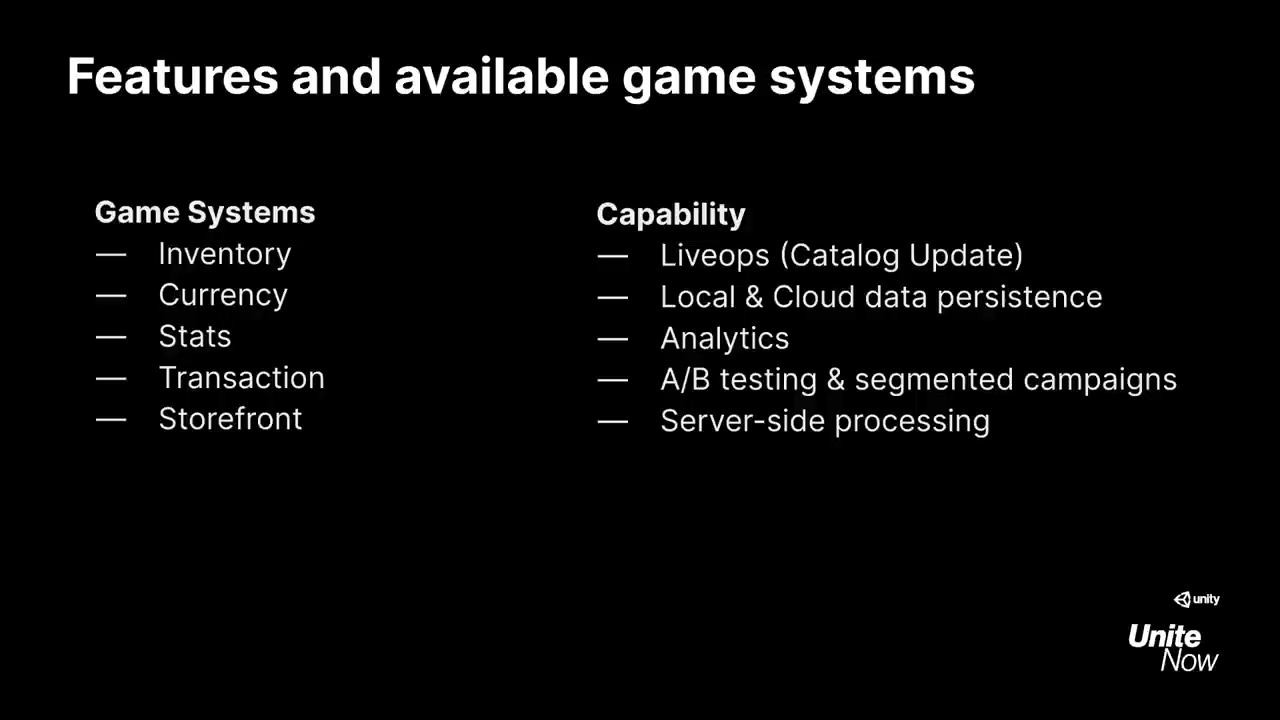 Features and available game systems
Game Systems
— Inventory
— Currency
— Stats
— Transaction
— Storefront
Capability
— Liveops (Catalog Update)
— Local & Cloud data persistence
— Analytics
— A/B testing & segmented campaigns
— Server-side processing
unity
Unite
Now